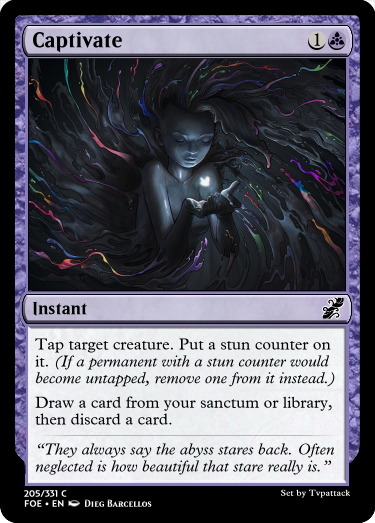 Captivate 1
Instant
Tap target creature. Put a stun counter on
it. (If a permanent with a stun counter would
become untapped, remove one from it instead.)
Draw a card from your sanctum or library,
then discard a card.
“They always say the abyss stares back. Often
neglected is how beautiful that stare really is.”
205/331 C
FOE • EN Dieg Barcellos
Set by Tvpattack